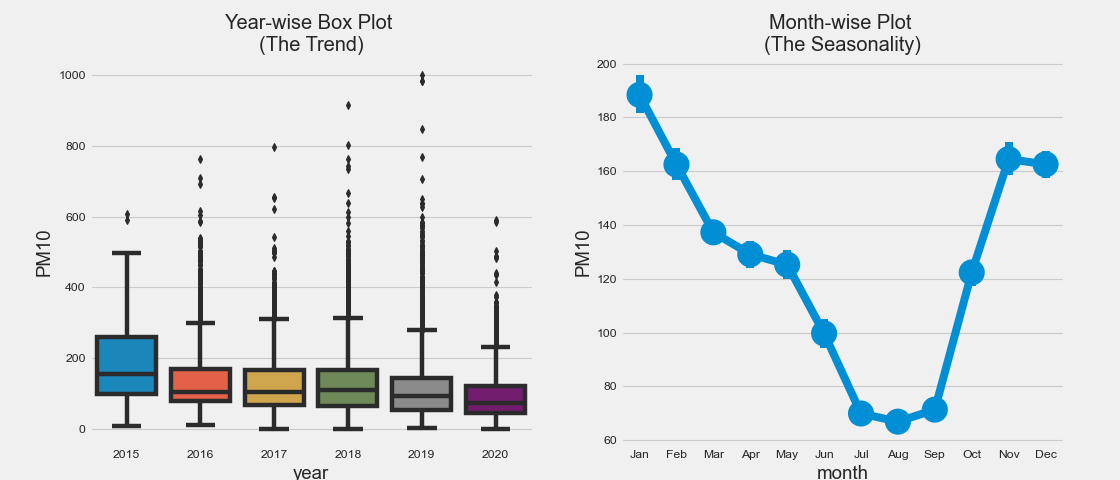 Year-wise Box Plot
(The Trend)
PM10
1000
800
600
400
200
0
2015 2016 2017 2018 2019 2020
year
Month-wise Plot
(The Seasonality)
PM10
200
180
160
140
120
100
80
60
Jan Feb Mar Apr May Jun Jul Aug Sep Oct Nov Dec
month